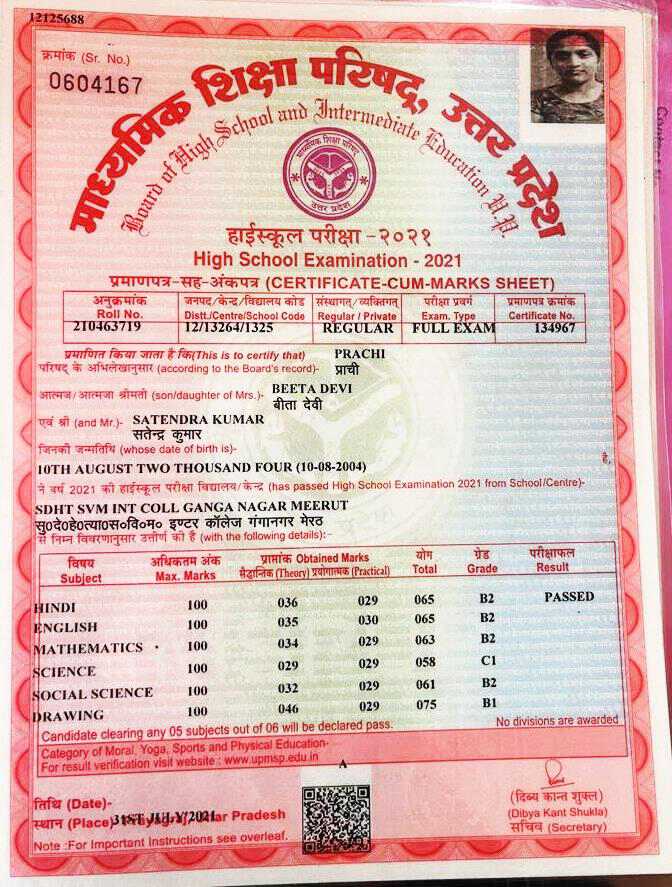 12125688
क्रमांक (Sr. No.)
0604167
माध्यमिक शिक्षा परिषद्, उत्तर प्रदेश
Board of High School and Intermediate Education U.P.
माध्यमिक शिक्षा परिषद्
उत्तर प्रदेश
हाईस्कूल परीक्षा -२०२१
High School Examination - 2021
प्रमाणपत्र-सह-अंकपत्र (CERTIFICATE-CUM-MARKS SHEET)
अनुक्रमांक जनपद/केन्द्र/विद्यालय कोड संस्थागत्/व्यक्तिगत् परीक्षा प्रवर्ग प्रमाणपत्र क्रमांक
Roll No. Distt./Centre/School Code Regular / Private Exam. Type Certificate No.
210463719 12/13264/1325 REGULAR FULL EXAM 134967
प्रमाणित किया जाता है कि(This is to certify that) PRACHI
परिषद् के अभिलेखानुसार (according to the Board's record)- प्राची
आत्मज/आत्मजा श्रीमती (son/daughter of Mrs.)- BEETA DEVI
बीता देवी
एवं श्री (and Mr.)- SATENDRA KUMAR
सतेन्द्र कुमार
जिनकी जन्मतिथि (whose date of birth is)-
10TH AUGUST TWO THOUSAND FOUR (10-08-2004) है,
ने वर्ष 2021 की हाईस्कूल परीक्षा विद्यालय/केन्द्र (has passed High School Examination 2021 from School/Centre)-
SDHT SVM INT COLL GANGA NAGAR MEERUT
सु०दे०हे०त्या०स०वि०म० इण्टर कॉलेज गंगानगर मेरठ
से निम्न विवरणानुसार उत्तीर्ण की है (with the following details):-
विषय अधिकतम अंक प्राप्तांक Obtained Marks योग ग्रेड परीक्षाफल
Subject Max. Marks सैद्धान्तिक (Theory) प्रयोगात्मक (Practical) Total Grade Result
HINDI 100 036 029 065 B2 PASSED
ENGLISH 100 035 030 065 B2
MATHEMATICS 100 034 029 063 B2
SCIENCE 100 029 029 058 C1
SOCIAL SCIENCE 100 032 029 061 B2
DRAWING 100 046 029 075 B1
Candidate clearing any 05 subjects out of 06 will be declared pass. No divisions are awarded
Category of Moral, Yoga, Sports and Physical Education-
For result verification visit website : www.upmsp.edu.in A
तिथि (Date)-
स्थान (Place) 31ST JULY 2021 Pradesh
Note :For Important Instructions see overleaf.
(दिब्य कान्त शुक्ल)
(Dibya Kant Shukla)
सचिव (Secretary)